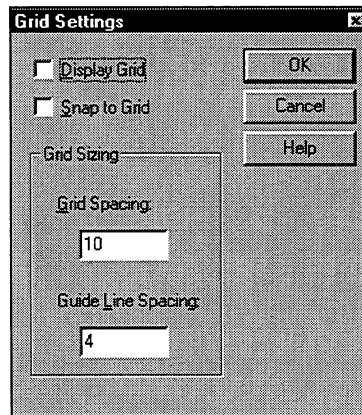 Grid Settings
Display Grid
Snap to Grid
OK
Cancel
Help
Grid Sizing
Grid Spacing:
10
Guide Line Spacing:
4